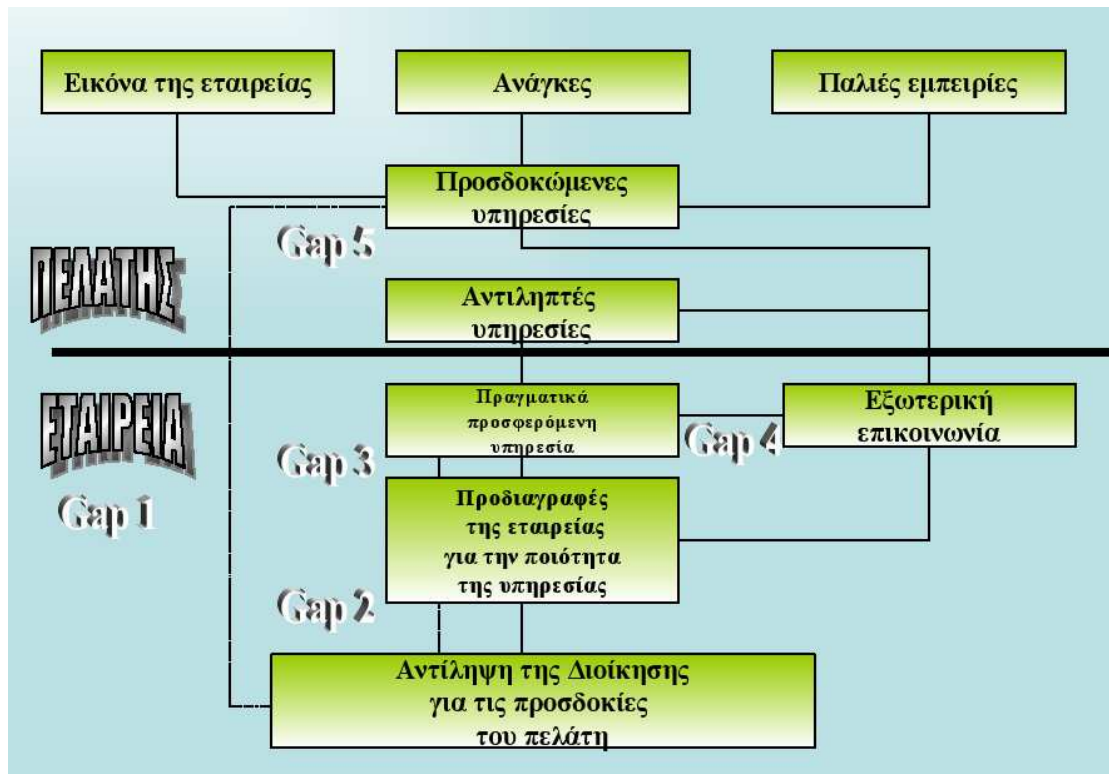 Εικόνα της εταιρείας
Ανάγκες
Παλιές εμπειρίες
Προσδοκώμενες
υπηρεσίες
Gap 5
ΠΕΛΑΤΗΣ
Αντιληπτές
υπηρεσίες
ΕΤΑΙΡΕΙΑ
Πραγματικά
προσφερόμενη
υπηρεσία
Εξωτερική
επικοινωνία
Gap 4
Gap 3
Gap 1
Προδιαγραφές
της εταιρείας
για την ποιότητα
της υπηρεσίας
Gap 2
Αντίληψη της Διοίκησης
για τις προσδοκίες
του πελάτη